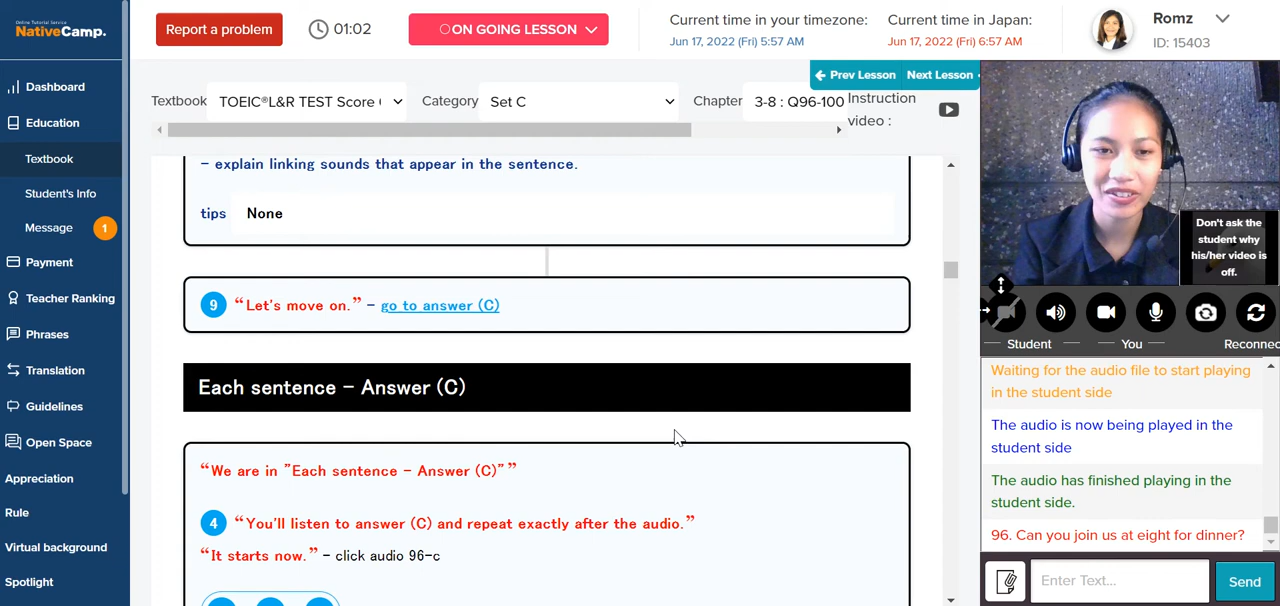 Online Tutorial Service
NativeCamp.
Report a problem
01:02
ON GOING LESSON
Current time in your timezone:
Jun 17, 2022 (Fri) 5:57 AM
Current time in Japan:
Jun 17, 2022 (Fri) 6:57 AM
Romz
ID: 15403
Dashboard
Education
Textbook
Student's Info
Message
1
Payment
Teacher Ranking
Phrases
Translation
Guidelines
Open Space
Appreciation
Rule
Virtual background
Spotlight
Prev Lesson
Next Lesson
Textbook
TOEIC®L&R TEST Score (
Category
Set C
Chapter
3-8 : Q96-100
Instruction
video :
- explain linking sounds that appear in the sentence.
tips
None
9 "Let's move on." - go to answer (C)
Each sentence - Answer (C)
"We are in "Each sentence - Answer (C)""
4 "You'll listen to answer (C) and repeat exactly after the audio."
"It starts now." - click audio 96-c
Don't ask the
student why
his/her video is
off.
Student
You
Reconnec
Waiting for the audio file to start playing
in the student side
The audio is now being played in the
student side
The audio has finished playing in the
student side.
96. Can you join us at eight for dinner?
Enter Text...
Send